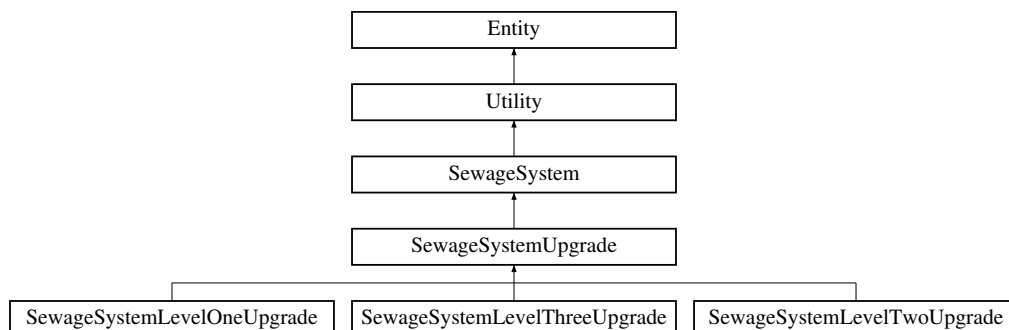 Entity
Utility
SewageSystem
SewageSystemUpgrade
SewageSystemLevelOneUpgrade
SewageSystemLevelThreeUpgrade
SewageSystemLevelTwoUpgrade